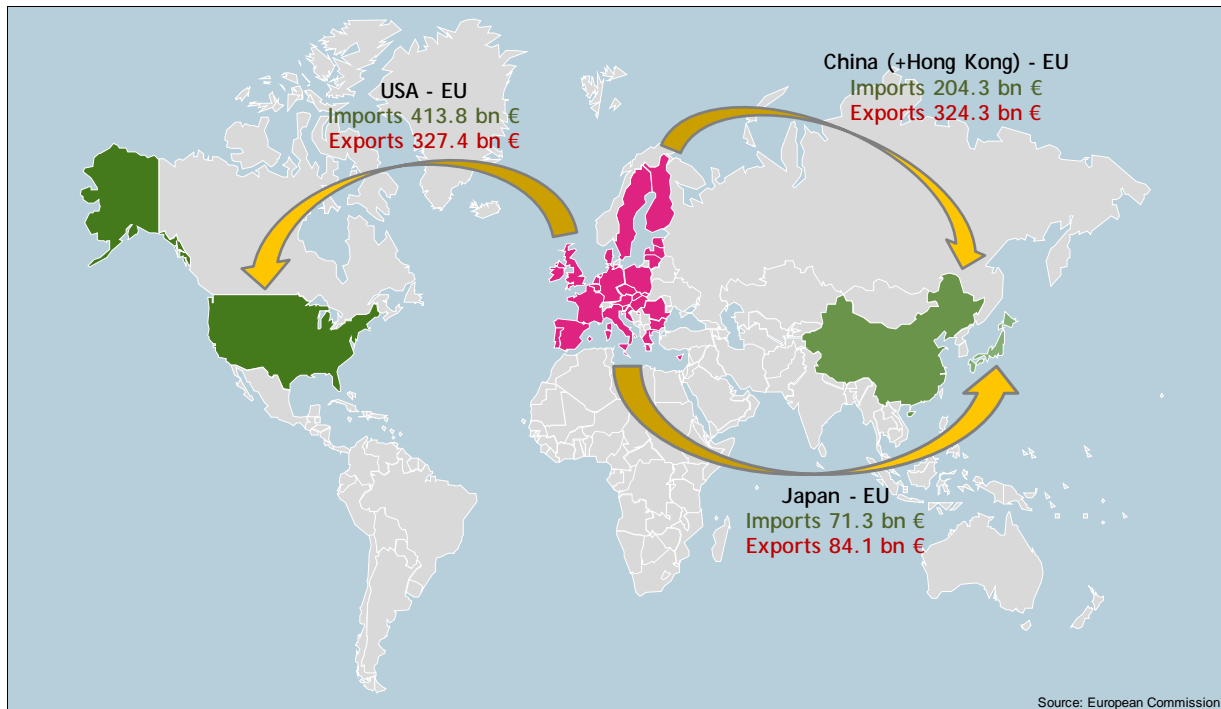 USA - EU
Imports 413.8 bn €
Exports 327.4 bn €
China (+Hong Kong) - EU
Imports 204.3 bn €
Exports 324.3 bn €
Japan - EU
Imports 71.3 bn €
Exports 84.1 bn €
Source: European Commission